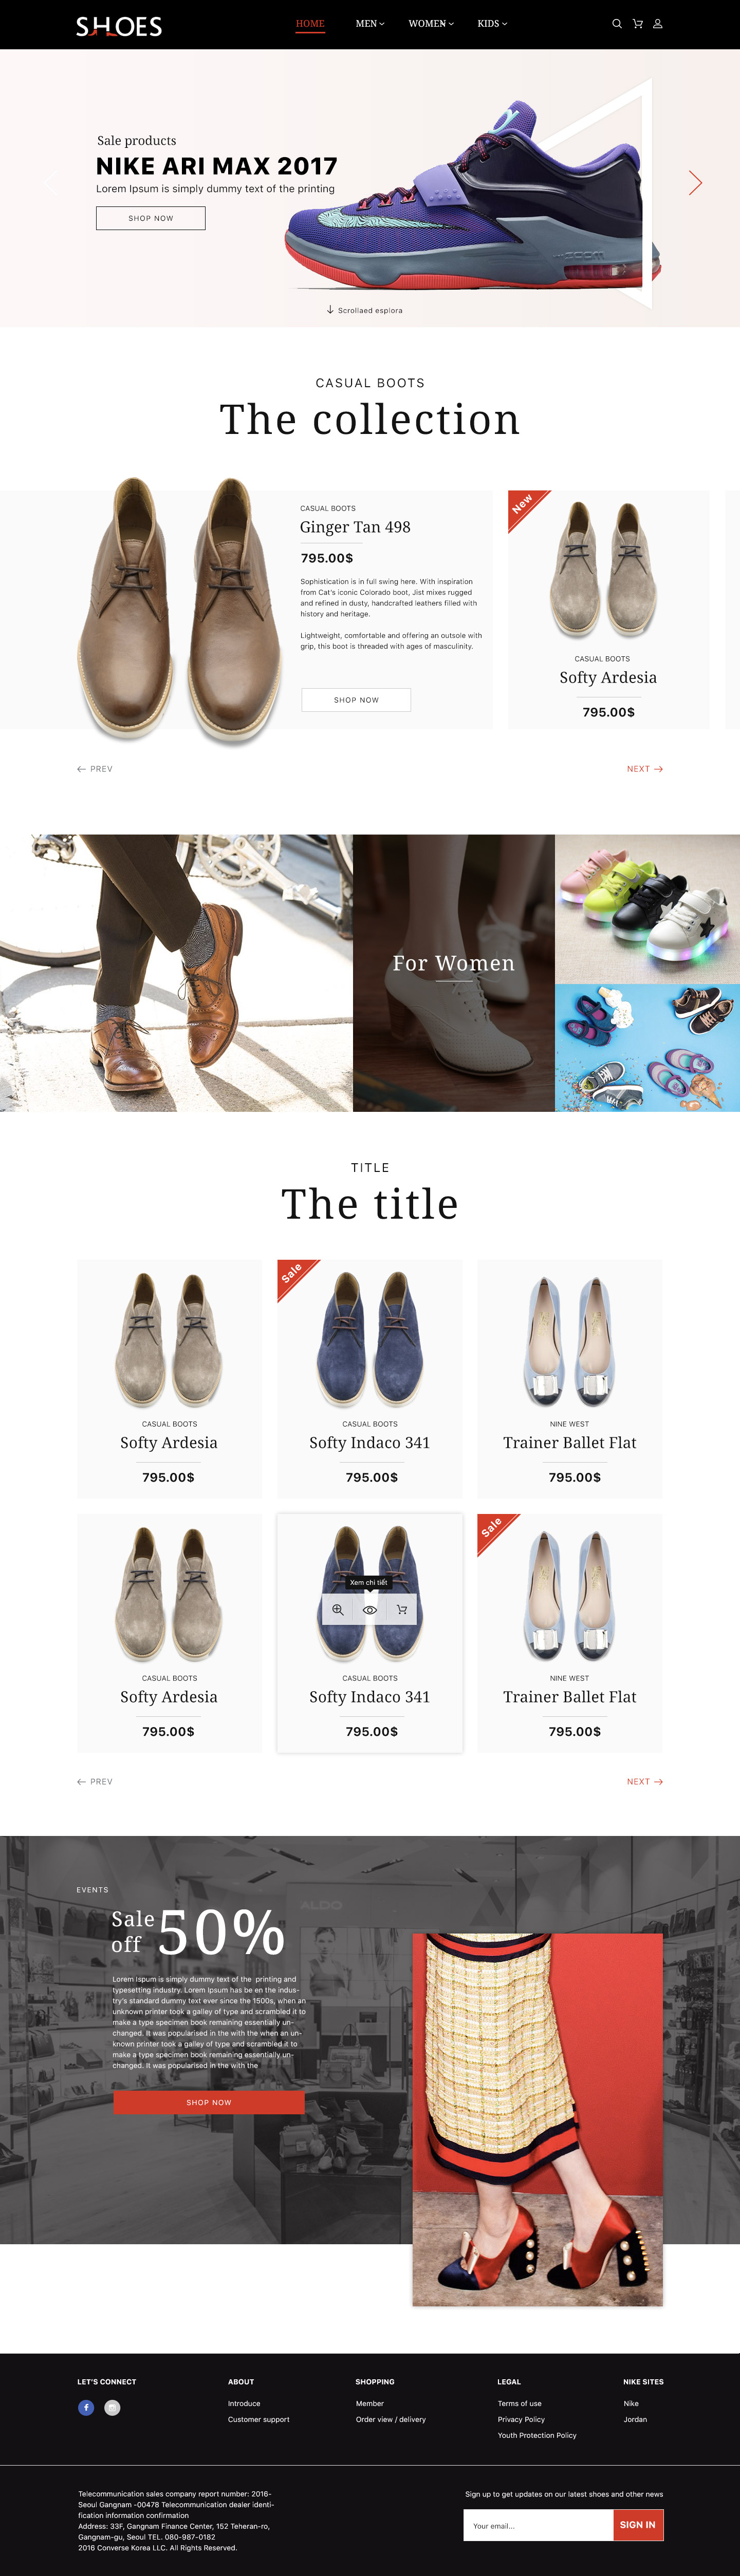 SHOES
HOME
MEN
WOMEN
KIDS
Sale products
NIKE ARI MAX 2017
Lorem Ipsum is simply dummy text of the printing
SHOP NOW
Scrollaed esplora
CASUAL BOOTS
The collection
CASUAL BOOTS
Ginger Tan 498
795.00$
Sophistication is in full swing here. With inspiration
from Cat's iconic Colorado boot, Jist mixes rugged
and refined in dusty, handcrafted leathers filled with
history and heritage.
Lightweight, comfortable and offering an outsole with
grip, this boot is threaded with ages of masculinity.
SHOP NOW
New
CASUAL BOOTS
Softy Ardesia
795.00$
PREV
NEXT
For Women
TITLE
The title
CASUAL BOOTS
Softy Ardesia
795.00$
Sale
CASUAL BOOTS
Softy Indaco 341
795.00$
NINE WEST
Trainer Ballet Flat
795.00$
CASUAL BOOTS
Softy Ardesia
795.00$
Xem chi tiết
CASUAL BOOTS
Softy Indaco 341
795.00$
Sale
NINE WEST
Trainer Ballet Flat
795.00$
PREV
NEXT
EVENTS
Sale off 50%
ALDO
Lorem Ispum is simply dummy text of the printing and
typesetting industry. Lorem Ipsum has be en the indus-
try's standard dummy text ever since the 1500s, when an
unknown printer took a galley of type and scrambled it to
make a type specimen book remaining essentially un-
changed. It was popularised in the with the when an un-
known printer took a galley of type and scrambled it to
make a type specimen book remaining essentially un-
changed. It was popularised in the with the
SHOP NOW
LET'S CONNECT
ABOUT
Introduce
Customer support
SHOPPING
Member
Order view / delivery
LEGAL
Terms of use
Privacy Policy
Youth Protection Policy
NIKE SITES
Nike
Jordan
Telecommunication sales company report number: 2016-
Seoul Gangnam -00478 Telecommunication dealer identi-
fication information confirmation
Address: 33F, Gangnam Finance Center, 152 Teheran-ro,
Gangnam-gu, Seoul TEL. 080-987-0182
2016 Converse Korea LLC. All Rights Reserved.
Sign up to get updates on our latest shoes and other news
Your email...
SIGN IN